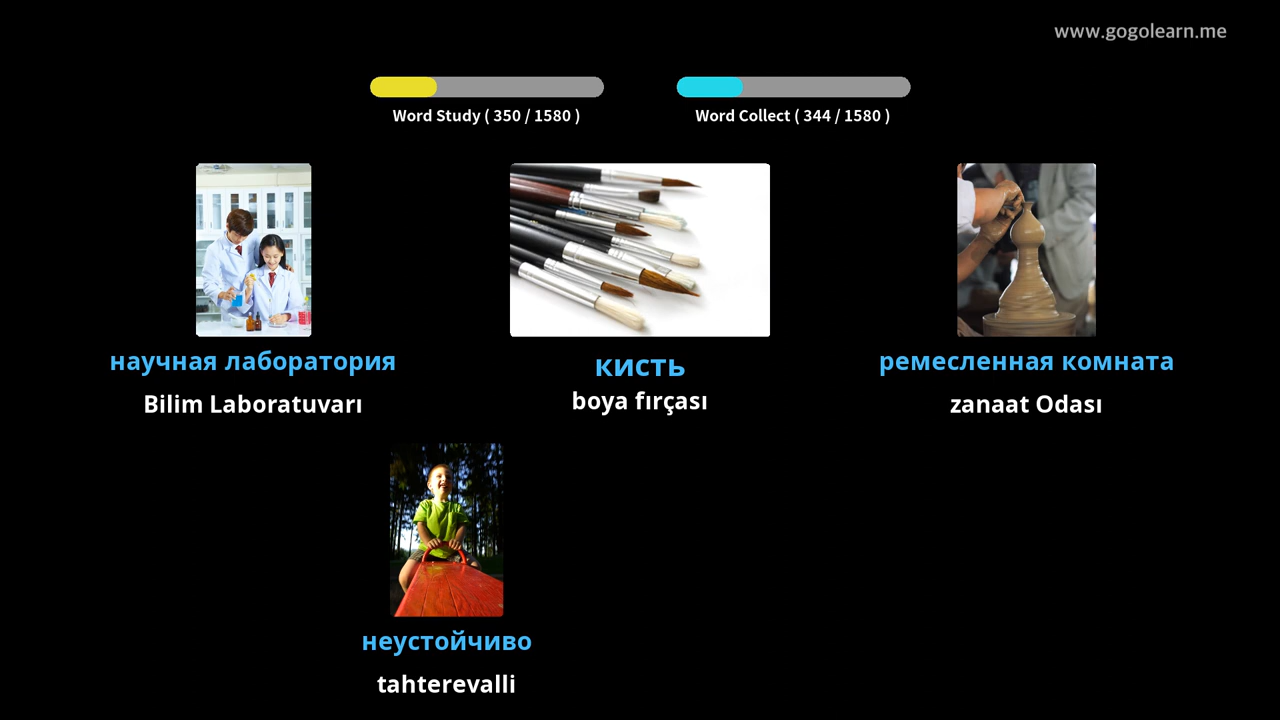 www.gogolearn.me
Word Study ( 350 / 1580 )
Word Collect ( 344 / 1580 )
научная лаборатория
Bilim Laboratuvarı
кисть
boya fırçası
ремесленная комната
zanaat Odası
неустойчиво
tahterevalli